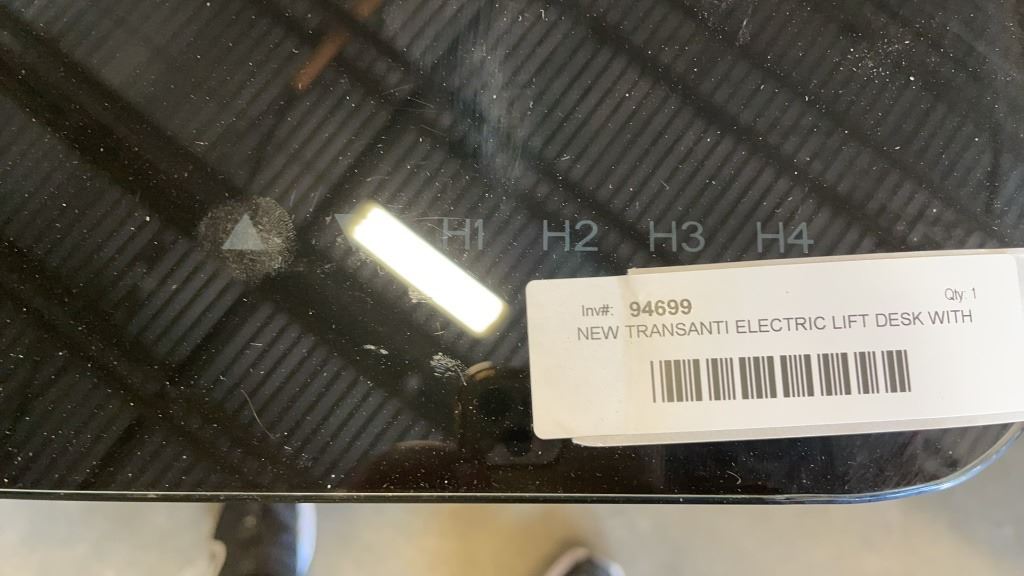 H1 H2 H3 H4
Inv#: 94699 Qty: 1
NEW TRANSANTI ELECTRIC LIFT DESK WITH